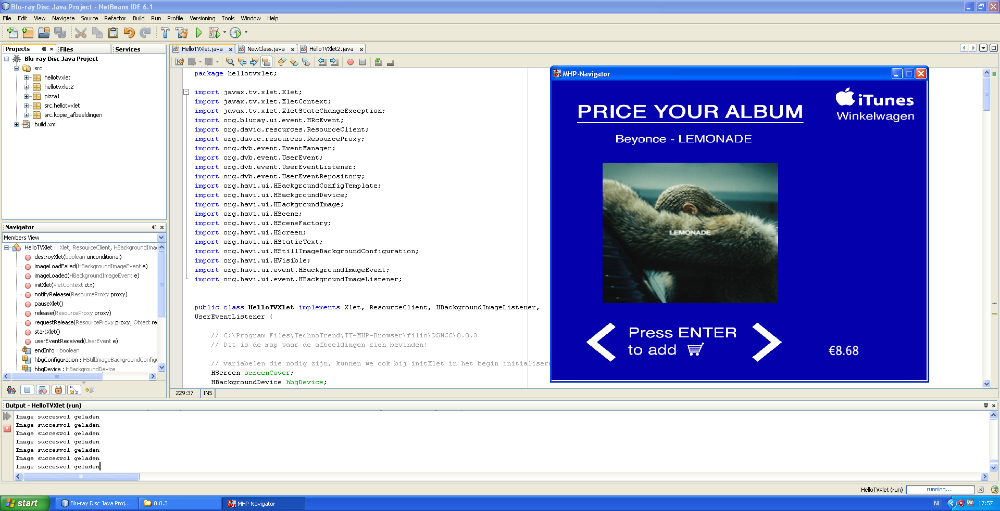 Blu-ray Disc Java Project - NetBeans IDE 6.1
File Edit View Navigate Source Refactor Build Run Profile Versioning Tools Window Help
Projects Files Services
Blu-ray Disc Java Project
src
hellotvxlet
hellotvxlet2
pizza1
src.hellotvxlet
src.kopie_afbeeldingen
build.xml
Navigator
Members View
HelloTVXlet :: Xlet, ResourceClient, HBackgroundImag
destroyXlet(boolean unconditional)
imageLoadFailed(HBackgroundImageEvent e)
imageLoaded(HBackgroundImageEvent e)
initXlet(XletContext ctx)
notifyRelease(ResourceProxy proxy)
pauseXlet()
release(ResourceProxy proxy)
requestRelease(ResourceProxy proxy, Object re
startXlet()
userEventReceived(UserEvent e)
endInfo : boolean
hbgConfiguration : HStillImageBackgroundConfigu
hbgDevice : HBackgroundDevice
HelloTVXlet.java NewClass.java HelloTVXlet2.java
package hellotvxlet;
import javax.tv.xlet.Xlet;
import javax.tv.xlet.XletContext;
import javax.tv.xlet.XletStateChangeException;
import org.bluray.ui.event.HRcEvent;
import org.davic.resources.ResourceClient;
import org.davic.resources.ResourceProxy;
import org.dvb.event.EventManager;
import org.dvb.event.UserEvent;
import org.dvb.event.UserEventListener;
import org.dvb.event.UserEventRepository;
import org.havi.ui.HBackgroundConfigTemplate;
import org.havi.ui.HBackgroundDevice;
import org.havi.ui.HBackgroundImage;
import org.havi.ui.HScene;
import org.havi.ui.HSceneFactory;
import org.havi.ui.HScreen;
import org.havi.ui.HStaticText;
import org.havi.ui.HStillImageBackgroundConfiguration;
import org.havi.ui.HVisible;
import org.havi.ui.event.HBackgroundImageEvent;
import org.havi.ui.event.HBackgroundImageListener;
public class HelloTVXlet implements Xlet, ResourceClient, HBackgroundImageListener,
UserEventListener {
// C:\Program Files\TechnoTrend\TT-MHP-Browser\filio\DSMCC\0.0.3
// Dit is de map waar de afbeeldingen zich bevinden!
// variabelen die nodig zijn, kunnen we ook bij initXlet in het begin initialisere
HScreen screenCover;
HBackgroundDevice hbgDevice;
229:37 INS
MHP-Navigator
iTunes
Winkelwagen
PRICE YOUR ALBUM
Beyonce - LEMONADE
LEMONADE
Press ENTER
to add
€8.68
Output - HelloTVXlet (run)
Image succesvol geladen
Image succesvol geladen
Image succesvol geladen
Image succesvol geladen
Image succesvol geladen
Image succesvol geladen
Image succesvol geladen
HelloTVXlet (run) running...
start Blu-ray Disc Java Proj... 0.0.3 MHP-Navigator NL 17:57